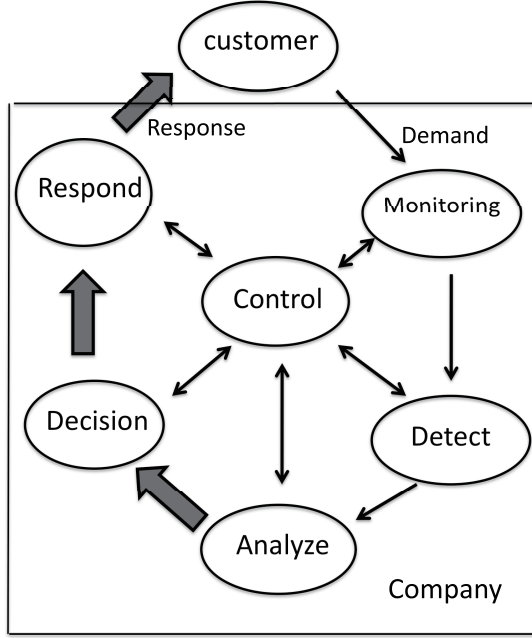 customer
Response
Demand
Respond
Monitoring
Control
Decision
Detect
Analyze
Company